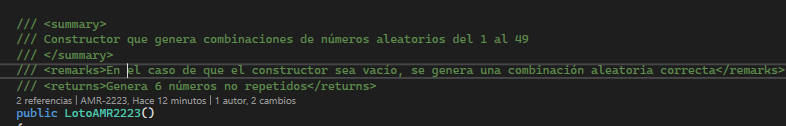 /// <summary>
/// Constructor que genera combinaciones de números aleatorios del 1 al 49
/// </summary>
/// <remarks>En el caso de que el constructor sea vacío, se genera una combinación aleatoria correcta</remarks>
/// <returns>Genera 6 números no repetidos</returns>
2 referencias | AMR-2223, Hace 12 minutos | 1 autor, 2 cambios
public LotoAMR2223()